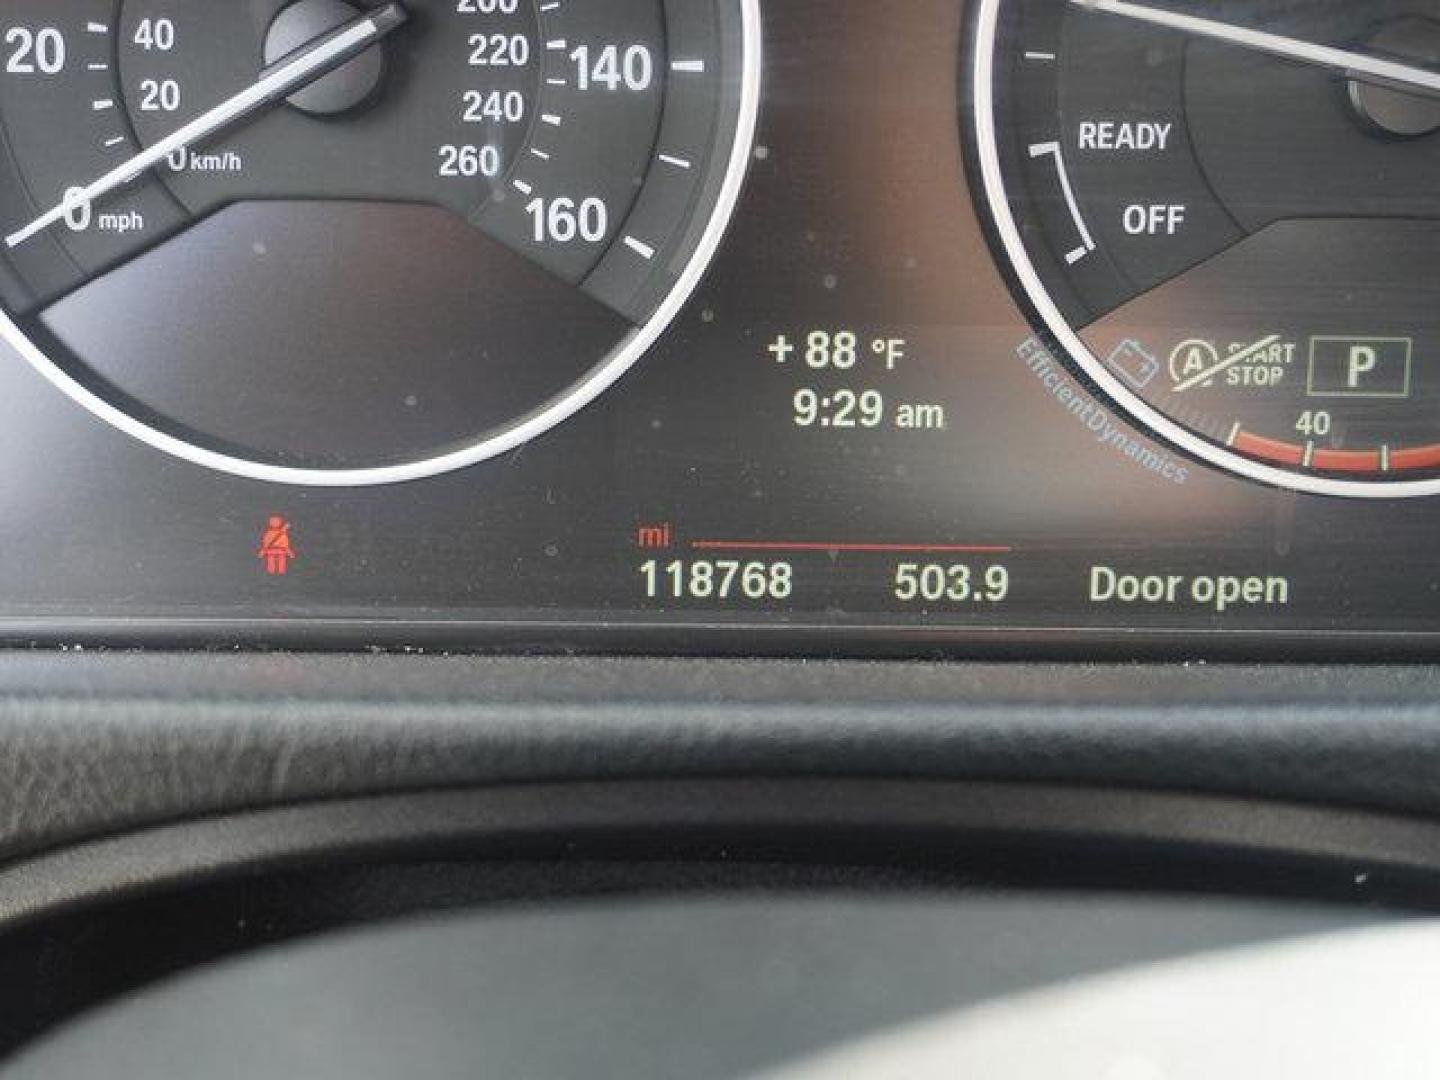 20
40
20
0 km/h
0 mph
200
220
240
260
140
160
READY
OFF
+ 88 °F
9:29 am
A START
STOP
P
40
EfficientDynamics
mi
118768 503.9 Door open